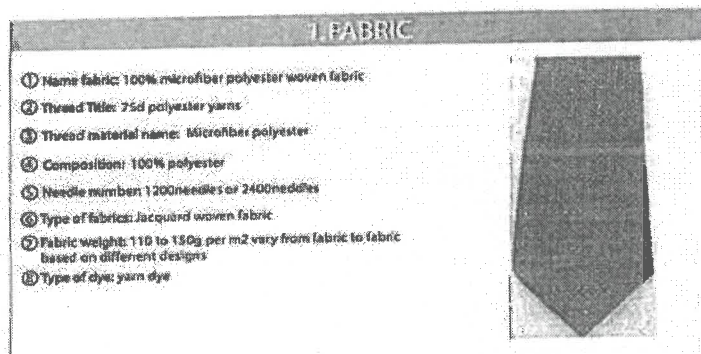 1. FABRIC
① Name fabric: 100% microfiber polyester woven fabric
② Thread Title: 75d polyester yarns
③ Thread material name: Microfiber polyester
④ Composition: 100% polyester
⑤ Needle number: 1200needles or 2400neddles
⑥ Type of fabrics: Jacquard woven fabric
⑦ Fabric weight: 110 to 150g per m2 vary from fabric to fabric
based on different designs
⑧ Type of dye: yarn dye